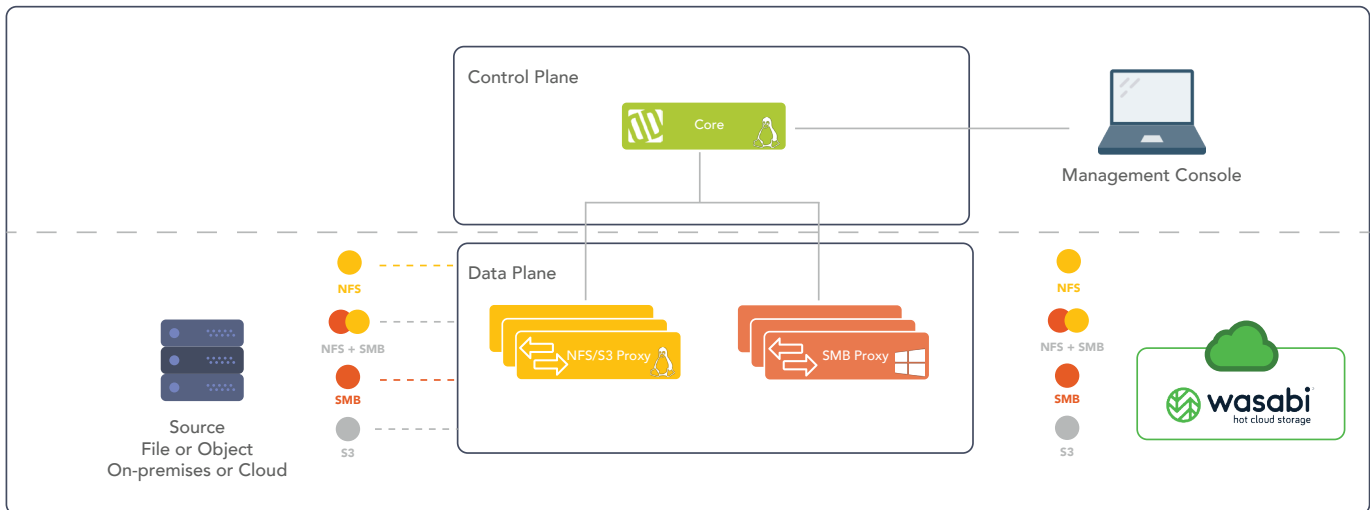 Control Plane
Core
Management Console
Data Plane
NFS
NFS + SMB
SMB
S3
NFS/S3 Proxy
SMB Proxy
NFS
NFS + SMB
SMB
S3
Source
File or Object
On-premises or Cloud
wasabi
hot cloud storage